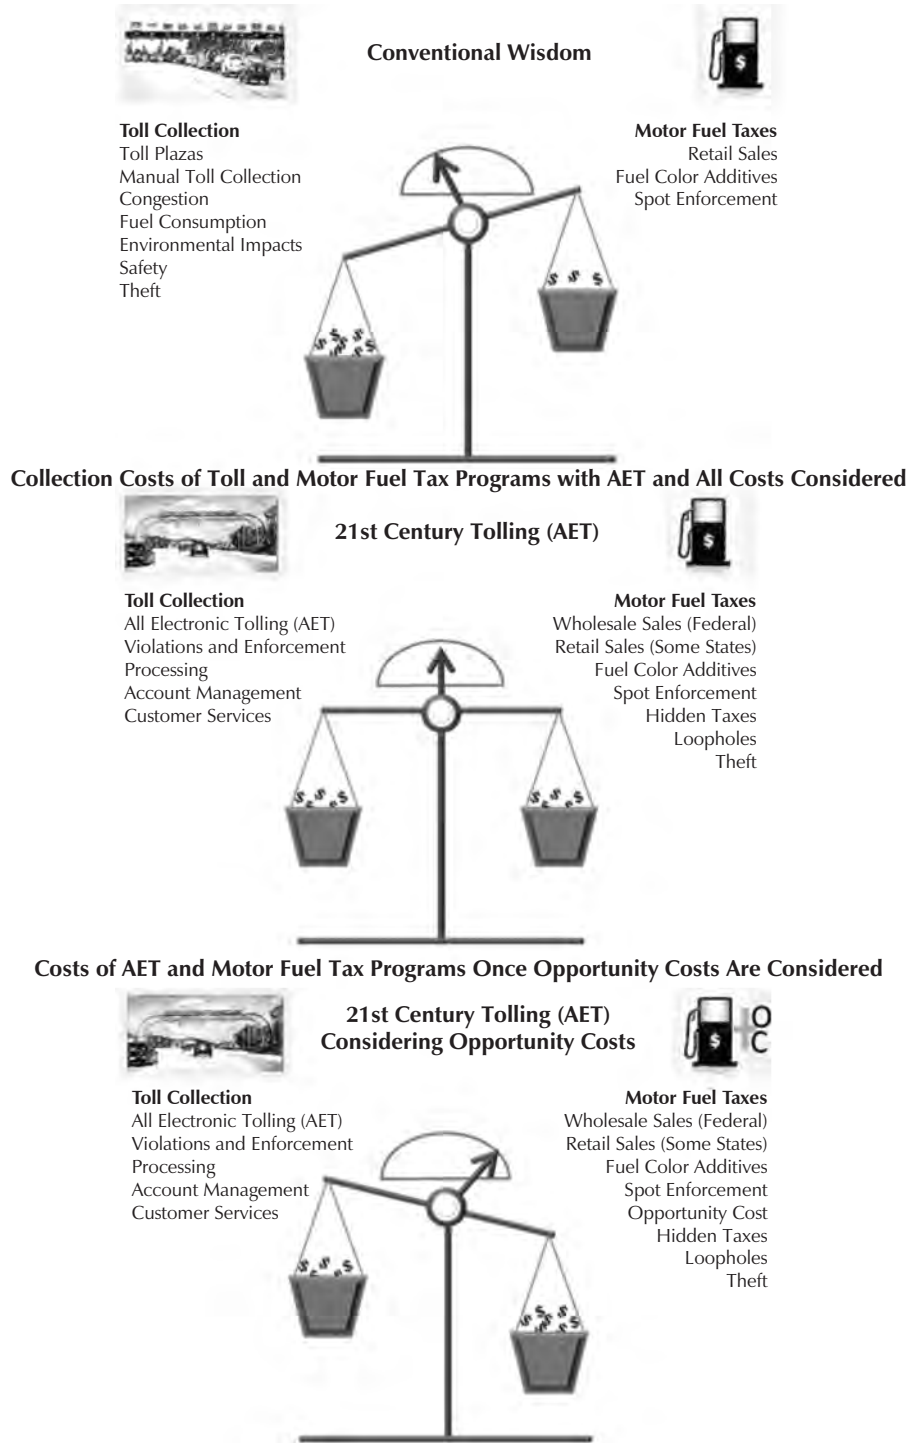 Conventional Wisdom
$
Toll Collection
Toll Plazas
Manual Toll Collection
Congestion
Fuel Consumption
Environmental Impacts
Safety
Theft
Motor Fuel Taxes
Retail Sales
Fuel Color Additives
Spot Enforcement
$ $ $
$ $ $ $ $ $ $
Collection Costs of Toll and Motor Fuel Tax Programs with AET and All Costs Considered
21st Century Tolling (AET)
$
Toll Collection
All Electronic Tolling (AET)
Violations and Enforcement
Processing
Account Management
Customer Services
Motor Fuel Taxes
Wholesale Sales (Federal)
Retail Sales (Some States)
Fuel Color Additives
Spot Enforcement
Hidden Taxes
Loopholes
Theft
$ $ $ $ $
$ $ $ $ $
Costs of AET and Motor Fuel Tax Programs Once Opportunity Costs Are Considered
21st Century Tolling (AET)
Considering Opportunity Costs
$
+O
C
Toll Collection
All Electronic Tolling (AET)
Violations and Enforcement
Processing
Account Management
Customer Services
Motor Fuel Taxes
Wholesale Sales (Federal)
Retail Sales (Some States)
Fuel Color Additives
Spot Enforcement
Opportunity Cost
Hidden Taxes
Loopholes
Theft
$ $ $ $ $
$ $ $ $ $ $ $